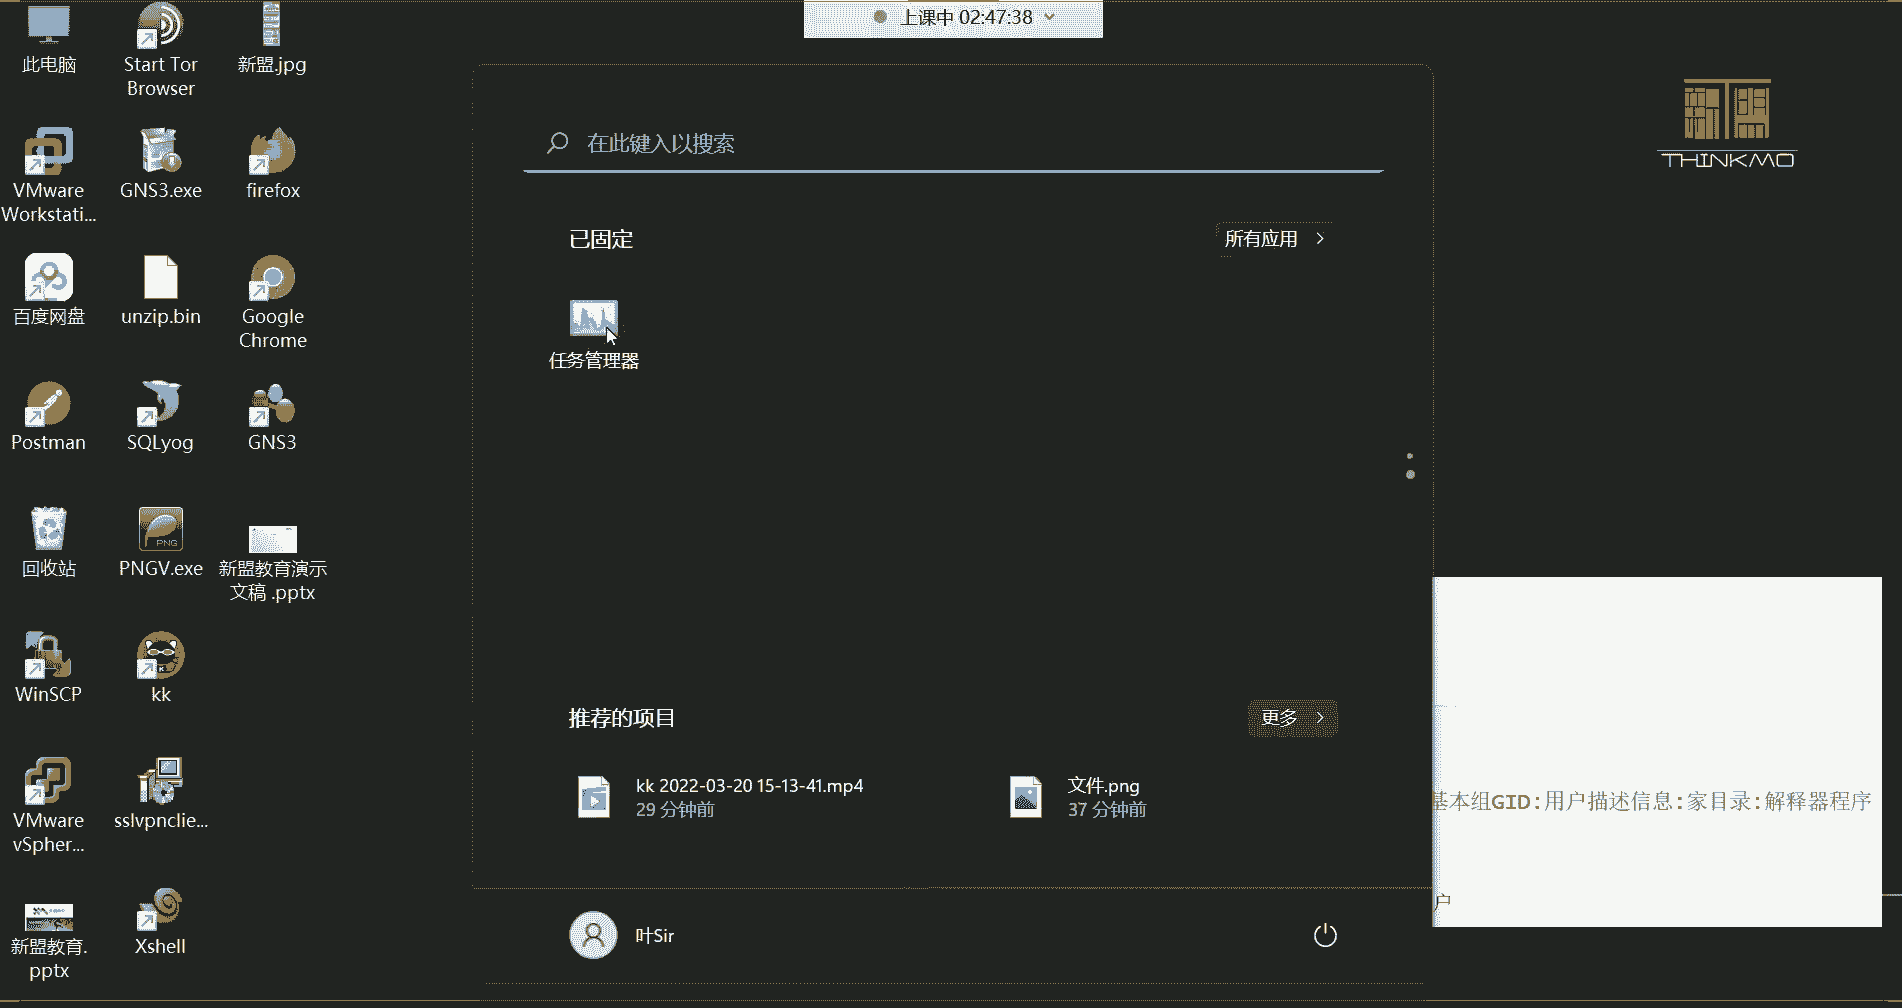 上课中 02:47:38
此电脑
Start Tor
Browser
新盟.jpg
VMware
Workstati...
GNS3.exe
firefox
百度网盘
unzip.bin
Google
Chrome
Postman
SQLyog
GNS3
回收站
PNG
PNGV.exe
新盟教育演示
文稿 .pptx
WinSCP
kk
VMware
vSpher...
sslvpnclie...
新盟教育.
pptx
Xshell
在此键入以搜索
已固定
所有应用
任务管理器
推荐的项目
更多
kk 2022-03-20 15-13-41.mp4
29 分钟前
文件.png
37 分钟前
叶Sir
THINKMO
基本组GID:用户描述信息:家目录:解释器程序
户